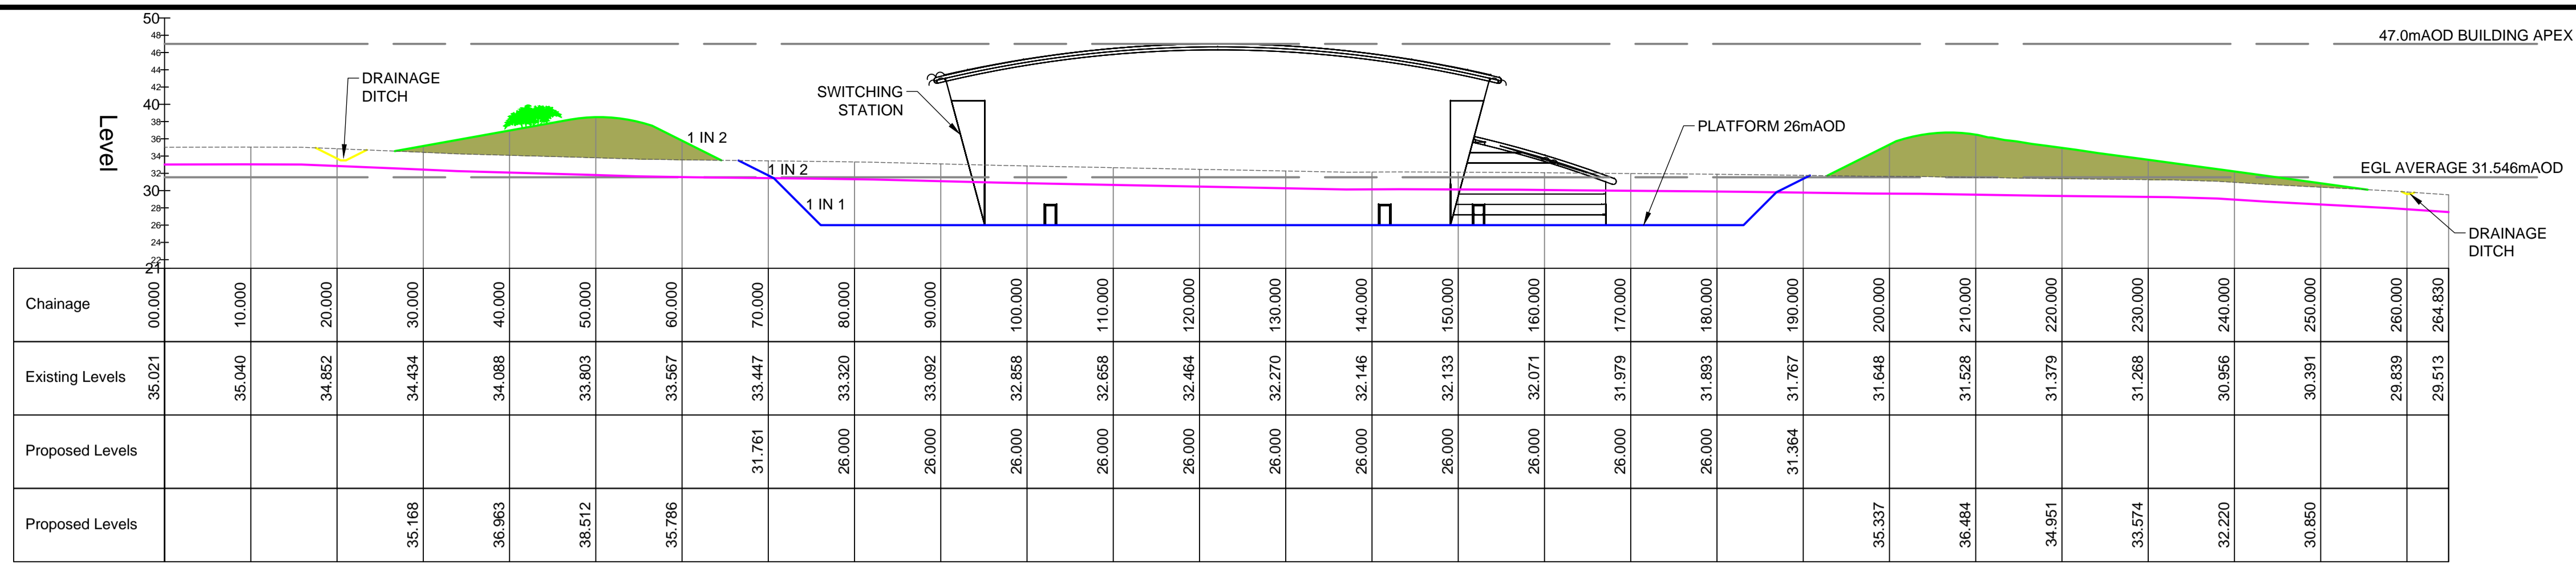 50
48
46
44
42
40
38
36
34
32
30
28
26
24
22
21
Level
47.0mAOD BUILDING APEX
DRAINAGE
DITCH
SWITCHING
STATION
1 IN 2
PLATFORM 26mAOD
1 IN 2
EGL AVERAGE 31.546mAOD
1 IN 1
DRAINAGE
DITCH
Chainage 00.000 10.000 20.000 30.000 40.000 50.000 60.000 70.000 80.000 90.000 100.000 110.000 120.000 130.000 140.000 150.000 160.000 170.000 180.000 190.000 200.000 210.000 220.000 230.000 240.000 250.000 260.000 264.830
Existing Levels 35.021 35.040 34.852 34.434 34.088 33.803 33.567 33.447 33.320 33.092 32.858 32.658 32.464 32.270 32.146 32.133 32.071 31.979 31.893 31.767 31.648 31.528 31.379 31.268 30.956 30.391 29.839 29.513
Proposed Levels 31.761 26.000 26.000 26.000 26.000 26.000 26.000 26.000 26.000 26.000 26.000 26.000 31.364
Proposed Levels 35.168 36.963 38.512 35.786 35.337 36.484 34.951 33.574 32.220 30.850